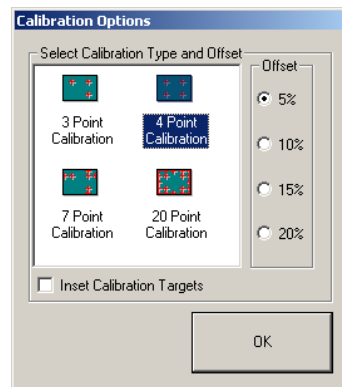 Calibration Options
Select Calibration Type and Offset
3 Point
Calibration
4 Point
Calibration
7 Point
Calibration
20 Point
Calibration
Offset
5%
10%
15%
20%
Inset Calibration Targets
OK